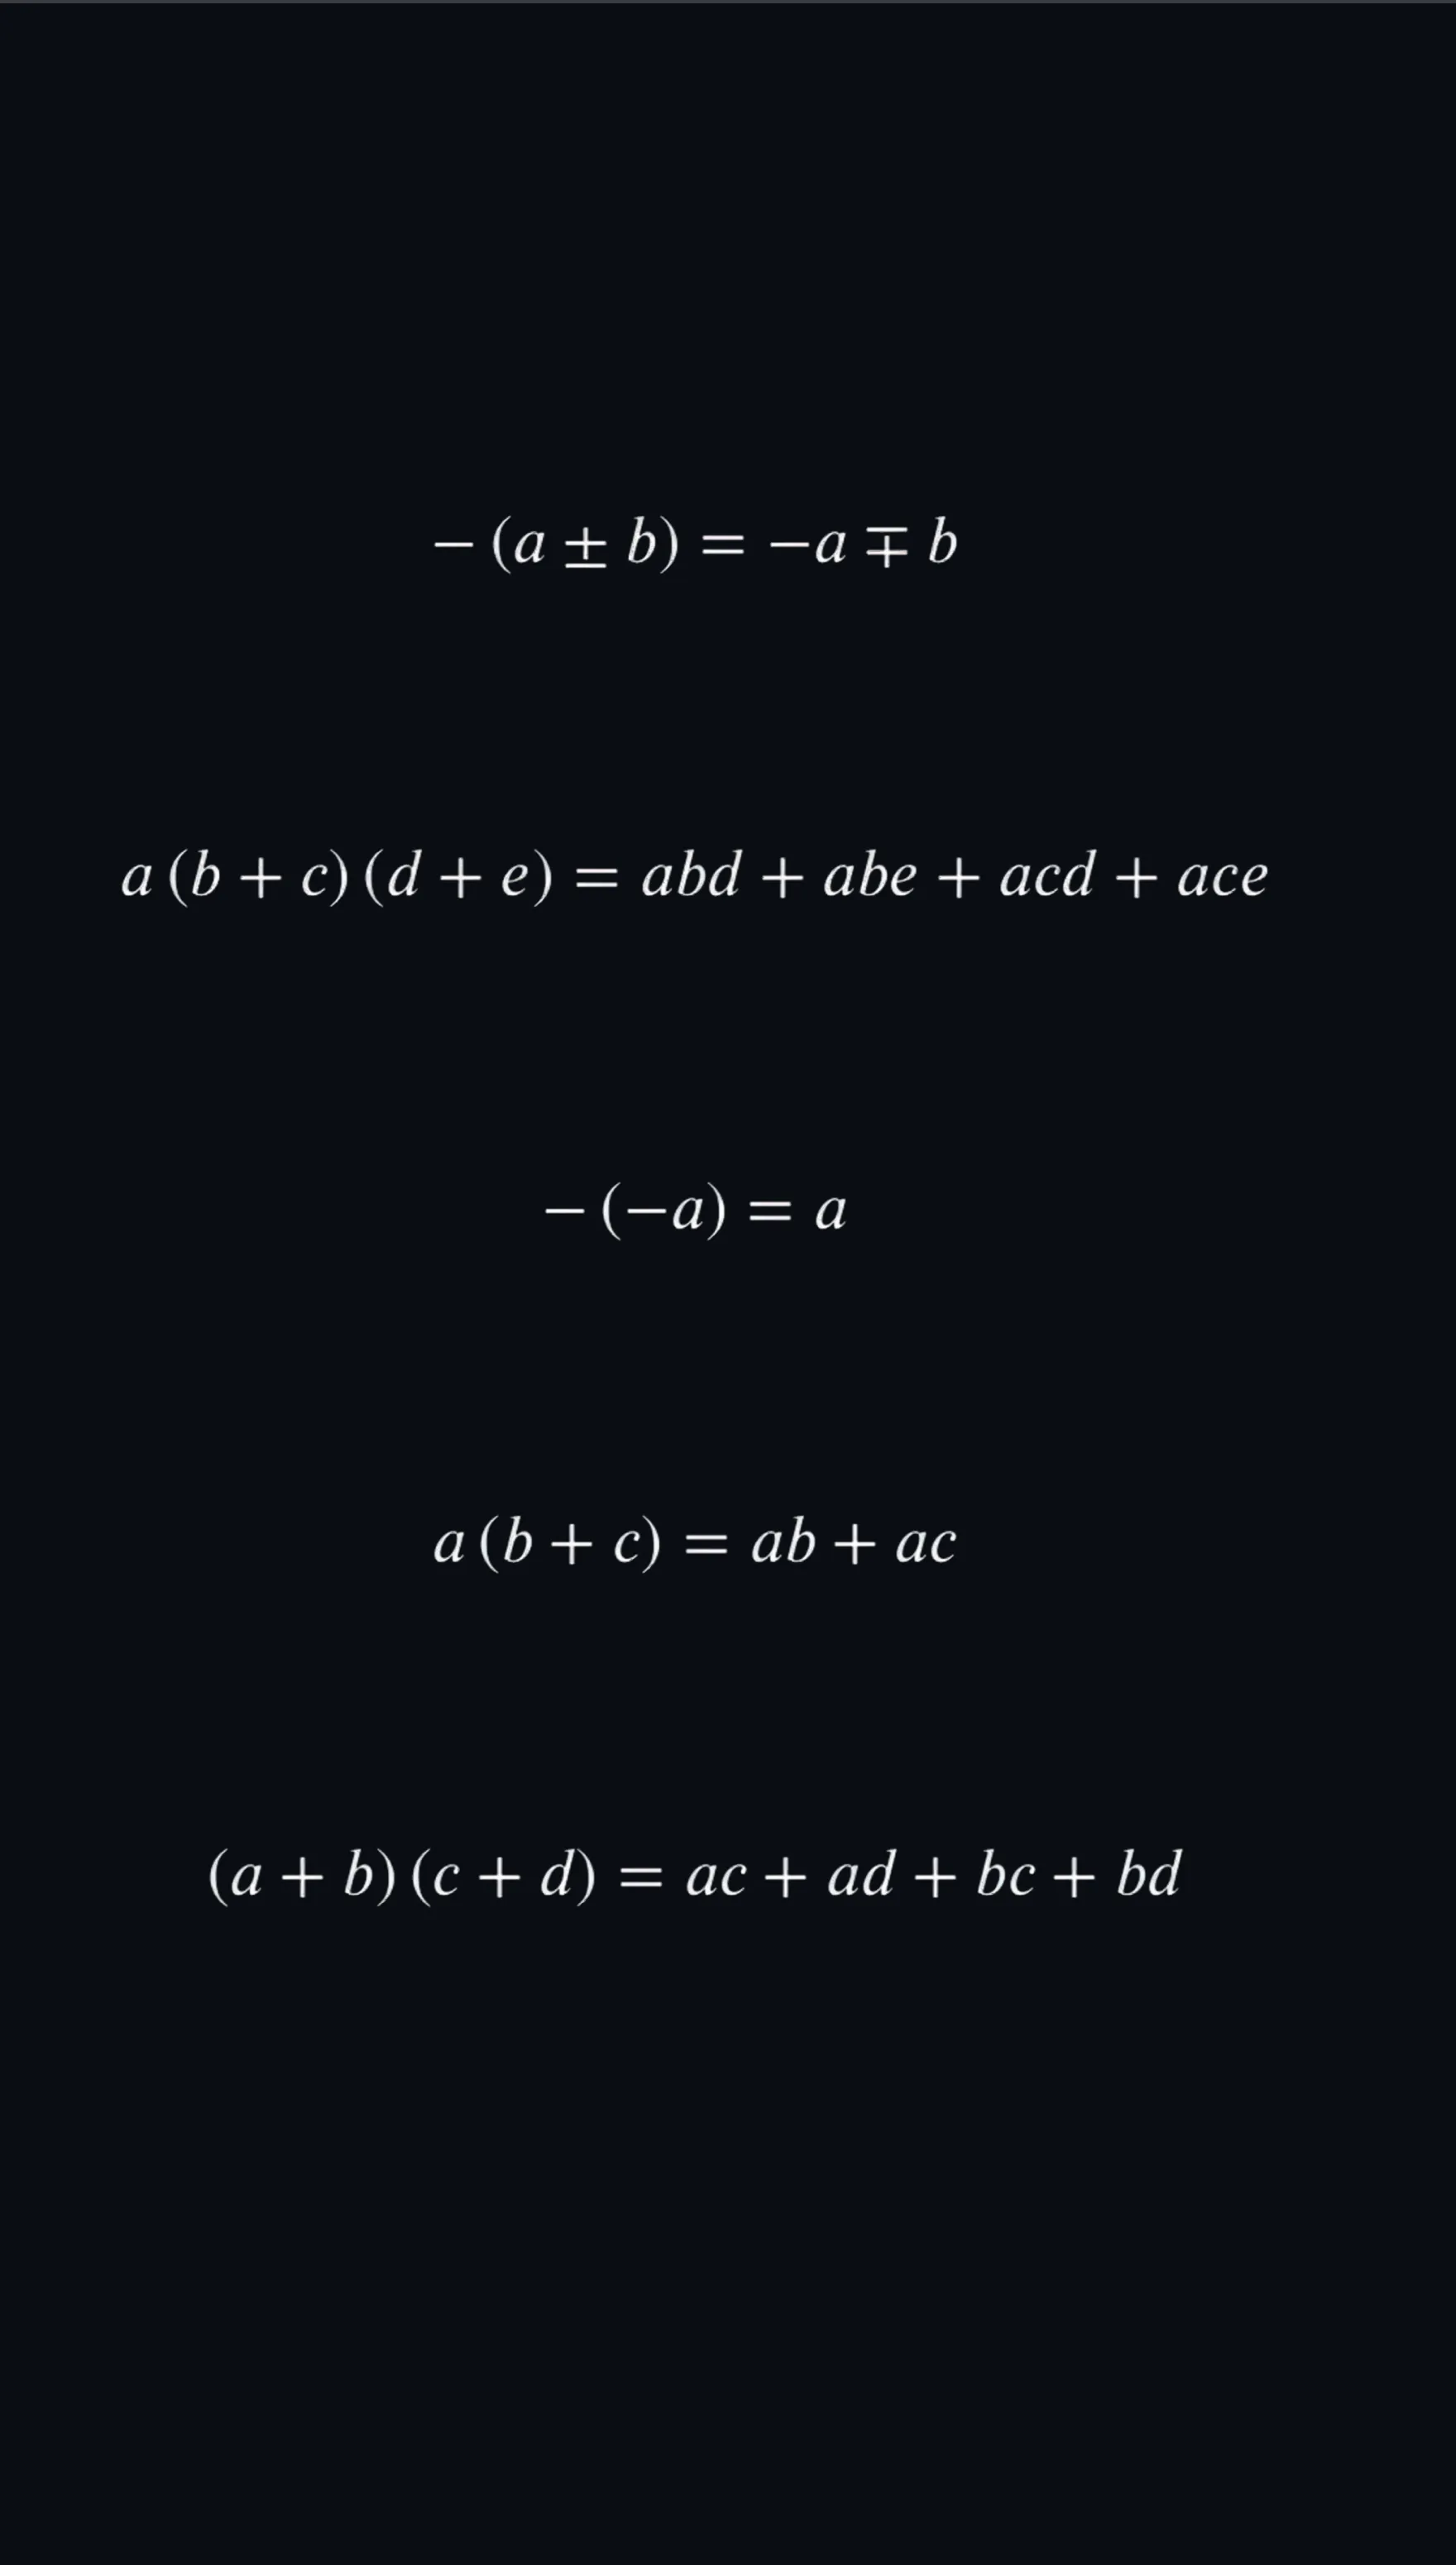 − (a ± b) = −a ∓ b
a (b + c) (d + e) = abd + abe + acd + ace
− (−a) = a
a (b + c) = ab + ac
(a + b) (c + d) = ac + ad + bc + bd